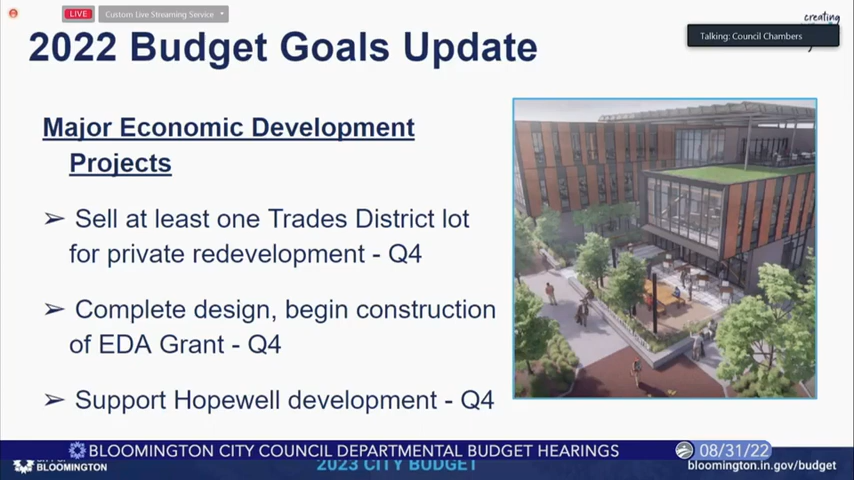 LIVE
Custom Live Streaming Service
creating
Talking: Council Chambers
2022 Budget Goals Update
Major Economic Development
Projects
➢ Sell at least one Trades District lot
for private redevelopment - Q4
➢ Complete design, begin construction
of EDA Grant - Q4
➢ Support Hopewell development - Q4
BLOOMINGTON CITY COUNCIL DEPARTMENTAL BUDGET HEARINGS
08/31/22
BLOOMINGTON
2023 CITY BUDGET
bloomington.in.gov/budget